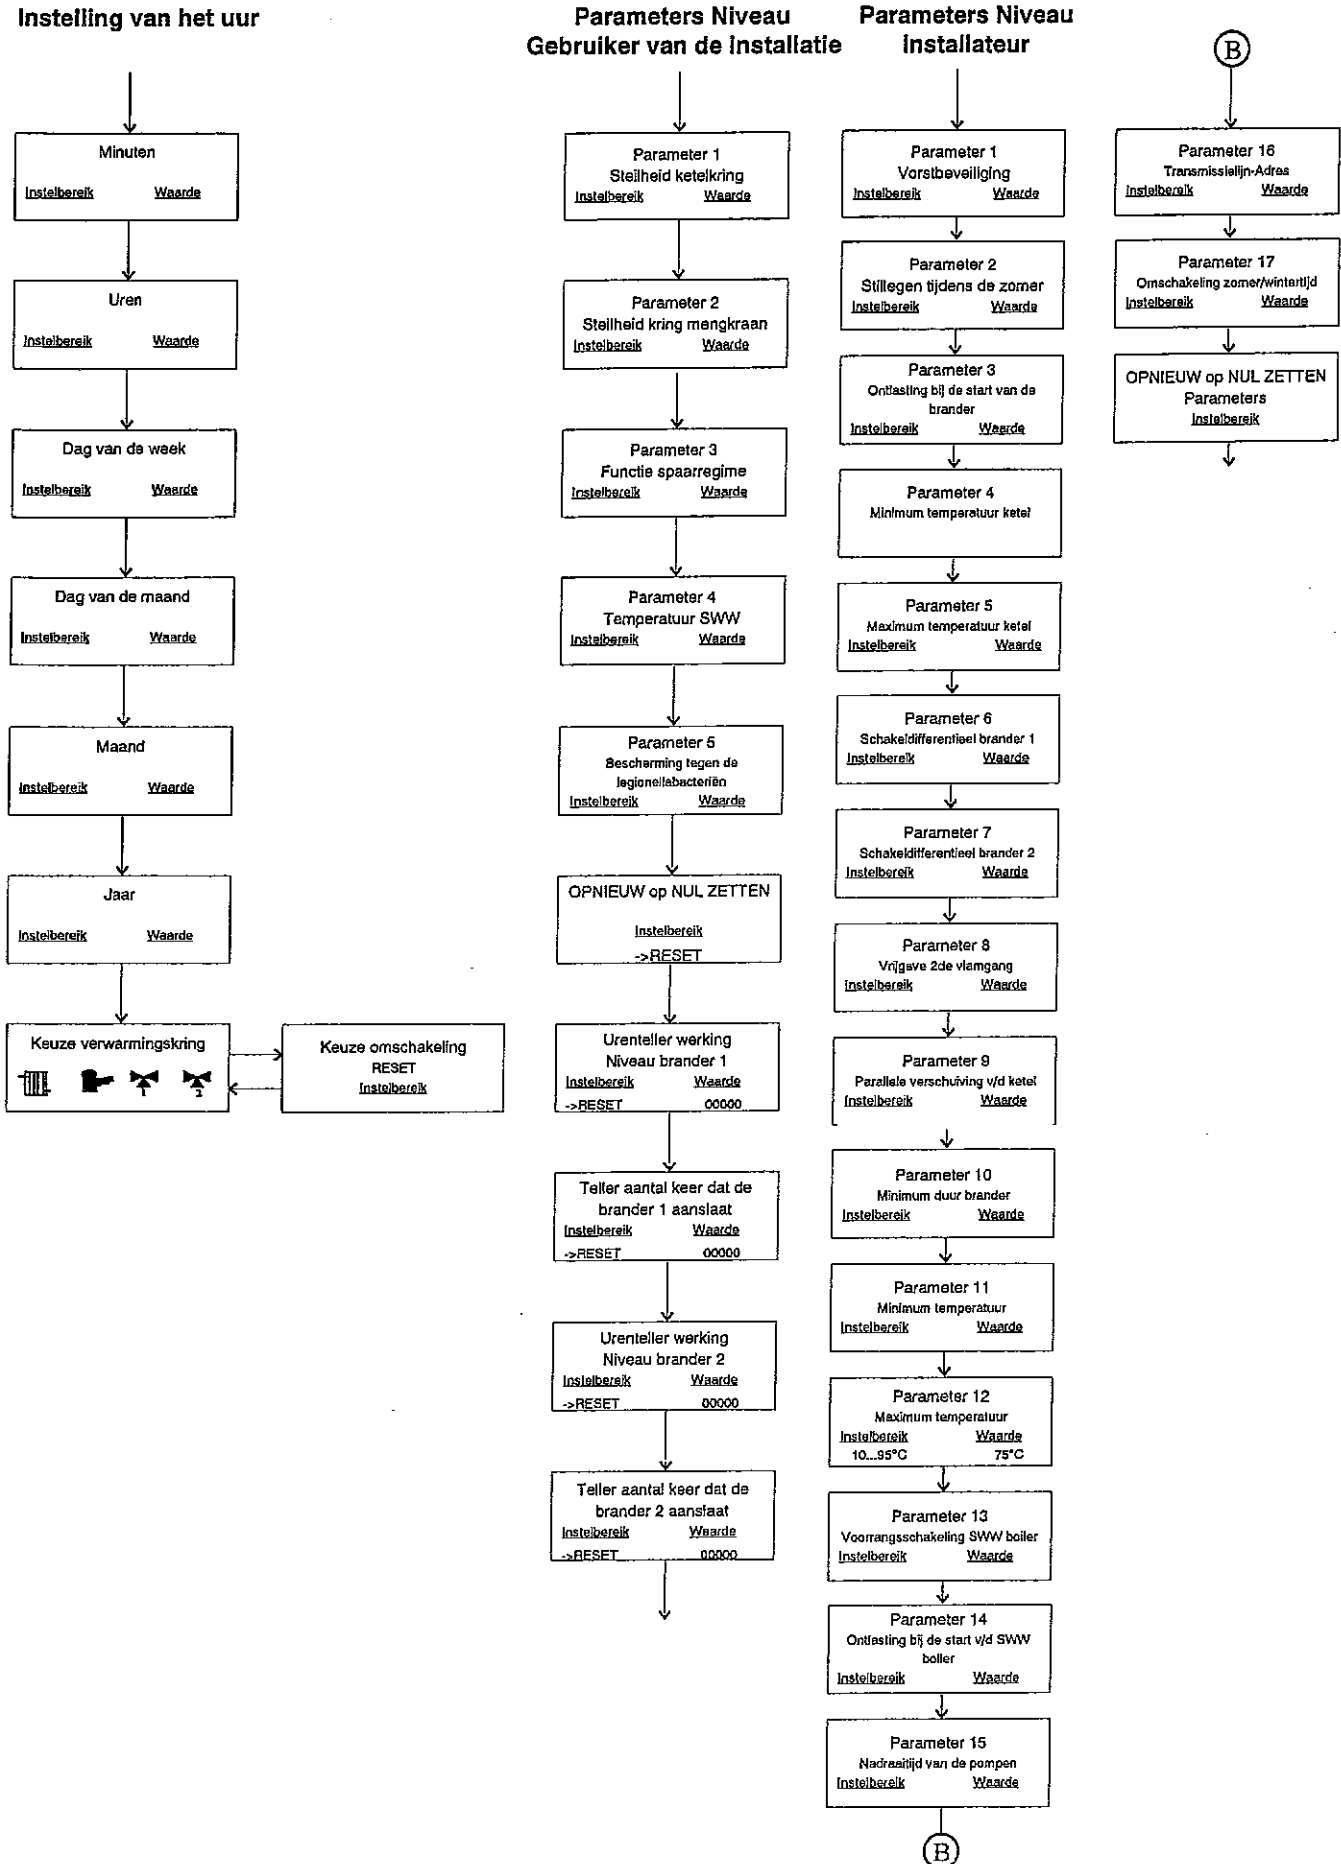 Instelling van het uur
Minuten
Instelbereik Waarde
Uren
Instelbereik Waarde
Dag van de week
Instelbereik Waarde
Dag van de maand
Instelbereik Waarde
Maand
Instelbereik Waarde
Jaar
Instelbereik Waarde
Keuze verwarmingskring
1 2
Keuze omschakeling
RESET
Instelbereik
Parameters Niveau
Gebruiker van de Installatie
Parameter 1
Steilheid ketelkring
Instelbereik Waarde
Parameter 2
Steilheid kring mengkraan
Instelbereik Waarde
Parameter 3
Functie spaarregime
Instelbereik Waarde
Parameter 4
Temperatuur SWW
Instelbereik Waarde
Parameter 5
Bescherming tegen de
legionellabacteriën
Instelbereik Waarde
OPNIEUW op NUL ZETTEN
Instelbereik
->RESET
Urenteller werking
Niveau brander 1
Instelbereik Waarde
->RESET 00000
Teller aantal keer dat de
brander 1 aanslaat
Instelbereik Waarde
->RESET 00000
Urenteller werking
Niveau brander 2
Instelbereik Waarde
->RESET 00000
Teller aantal keer dat de
brander 2 aanslaat
Instelbereik Waarde
->RESET 00000
Parameters Niveau
Installateur
Parameter 1
Vorstbeveiliging
Instelbereik Waarde
Parameter 2
Stillegen tijdens de zomer
Instelbereik Waarde
Parameter 3
Ontlasting bij de start van de
brander
Instelbereik Waarde
Parameter 4
Minimum temperatuur ketel
Parameter 5
Maximum temperatuur ketel
Instelbereik Waarde
Parameter 6
Schakeldifferentieel brander 1
Instelbereik Waarde
Parameter 7
Schakeldifferentieel brander 2
Instelbereik Waarde
Parameter 8
Vrijgave 2de vlamgang
Instelbereik Waarde
Parameter 9
Parallele verschuiving v/d ketel
Instelbereik Waarde
Parameter 10
Minimum duur brander
Instelbereik Waarde
Parameter 11
Minimum temperatuur
Instelbereik Waarde
Parameter 12
Maximum temperatuur
Instelbereik Waarde
10...95°C 75°C
Parameter 13
Voorrangsschakeling SWW boiler
Instelbereik Waarde
Parameter 14
Ontlasting bij de start v/d SWW
boiler
Instelbereik Waarde
Parameter 15
Nadraaitijd van de pompen
Instelbereik Waarde
B
B
Parameter 16
Transmissielijn-Adres
Instelbereik Waarde
Parameter 17
Omschakeling zomer/wintertijd
Instelbereik Waarde
OPNIEUW op NUL ZETTEN
Parameters
Instelbereik